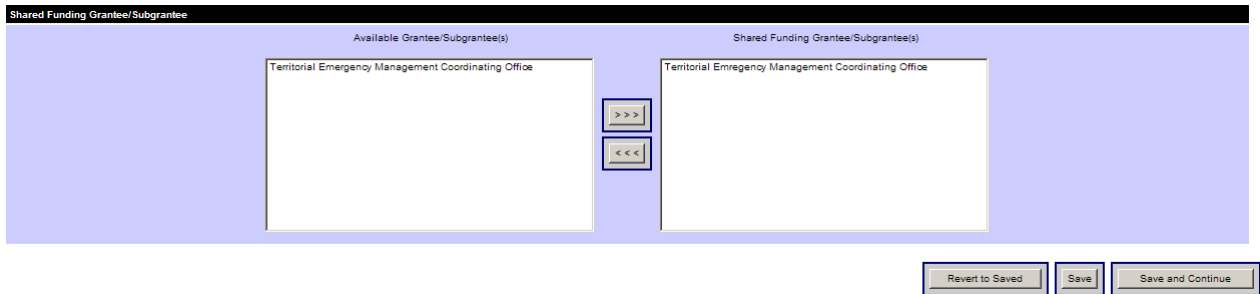 Shared Funding Grantee/Subgrantee
Available Grantee/Subgrantee(s)
Shared Funding Grantee/Subgrantee(s)
Territorial Emergency Management Coordinating Office
Territorial Emregency Management Coordinating Office
> > >
< < <
Revert to Saved
Save
Save and Continue